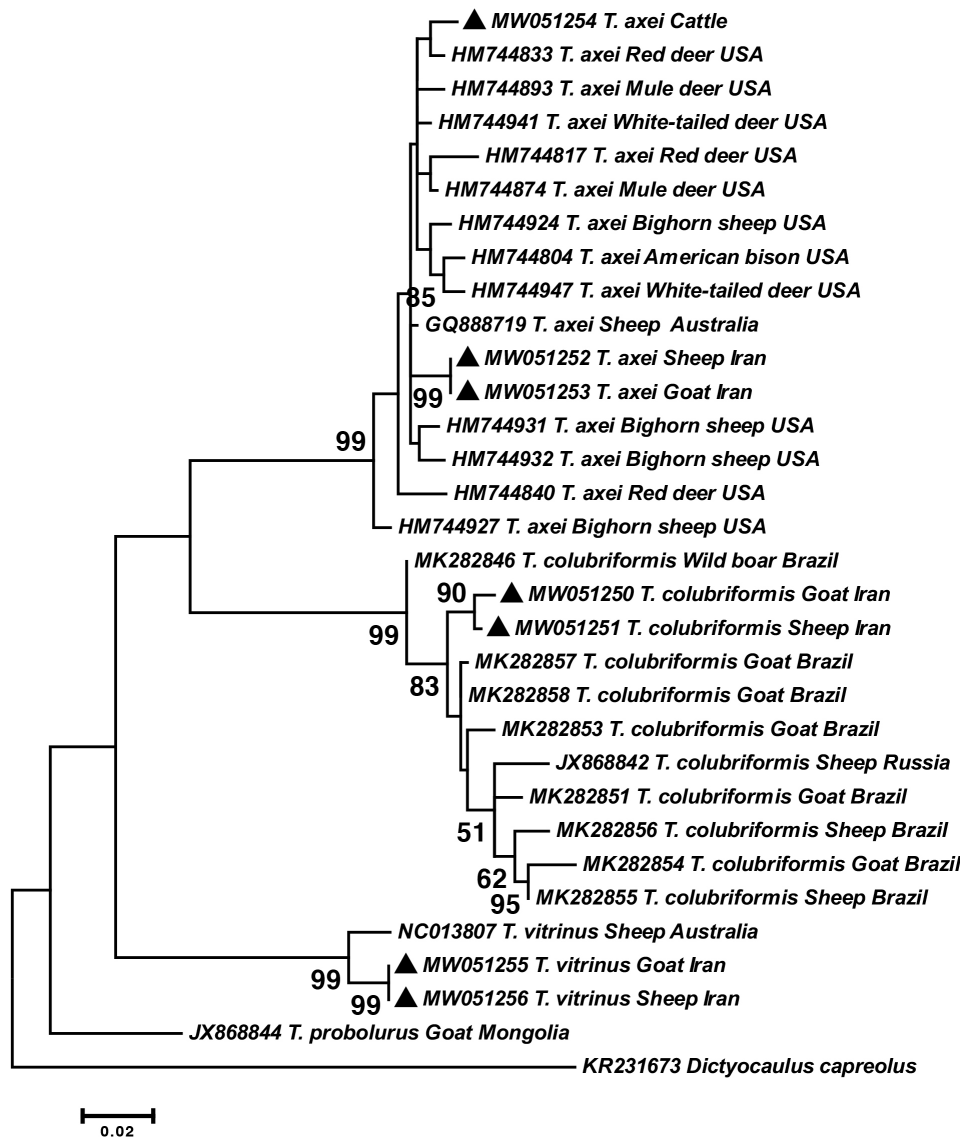 ▲ MW051254 T. axei Cattle
HM744833 T. axei Red deer USA
HM744893 T. axei Mule deer USA
HM744941 T. axei White-tailed deer USA
HM744817 T. axei Red deer USA
HM744874 T. axei Mule deer USA
HM744924 T. axei Bighorn sheep USA
HM744804 T. axei American bison USA
HM744947 T. axei White-tailed deer USA
85
GQ888719 T. axei Sheep Australia
▲ MW051252 T. axei Sheep Iran
▲ MW051253 T. axei Goat Iran
99
HM744931 T. axei Bighorn sheep USA
99
HM744932 T. axei Bighorn sheep USA
HM744840 T. axei Red deer USA
HM744927 T. axei Bighorn sheep USA
MK282846 T. colubriformis Wild boar Brazil
90
▲ MW051250 T. colubriformis Goat Iran
▲ MW051251 T. colubriformis Sheep Iran
99
MK282857 T. colubriformis Goat Brazil
83
MK282858 T. colubriformis Goat Brazil
MK282853 T. colubriformis Goat Brazil
JX868842 T. colubriformis Sheep Russia
MK282851 T. colubriformis Goat Brazil
51
MK282856 T. colubriformis Sheep Brazil
MK282854 T. colubriformis Goat Brazil
62
MK282855 T. colubriformis Sheep Brazil
95
NC013807 T. vitrinus Sheep Australia
▲ MW051255 T. vitrinus Goat Iran
99
▲ MW051256 T. vitrinus Sheep Iran
99
JX868844 T. probolurus Goat Mongolia
KR231673 Dictyocaulus capreolus
0.02